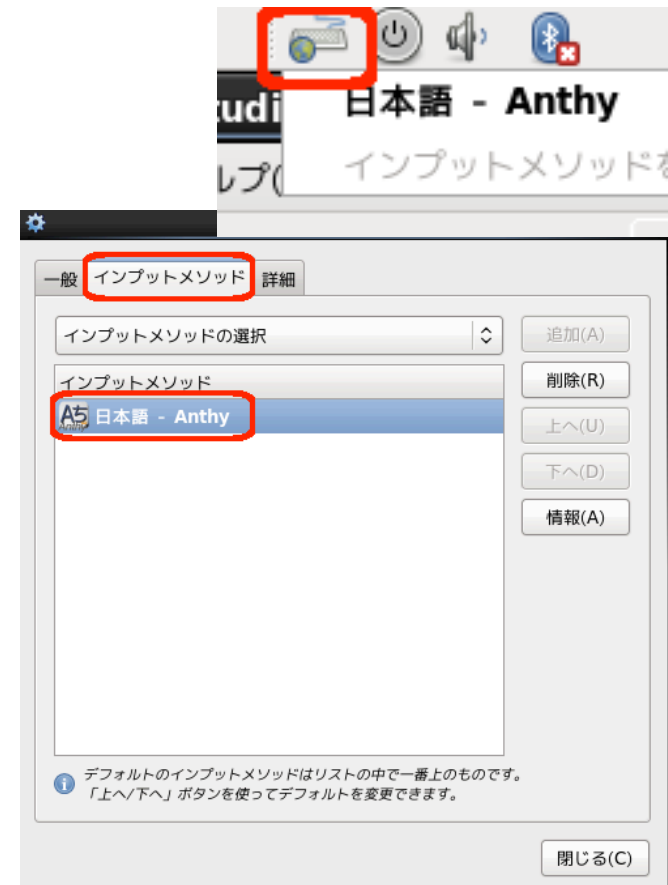 udi
日本語 - Anthy
ルプ(
インプットメソッドを
一般 インプットメソッド 詳細
インプットメソッドの選択
追加(A)
インプットメソッド
削除(R)
日本語 - Anthy
上へ(U)
下へ(D)
情報(A)
デフォルトのインプットメソッドはリストの中で一番上のものです。
「上へ/下へ」ボタンを使ってデフォルトを変更できます。
閉じる(C)